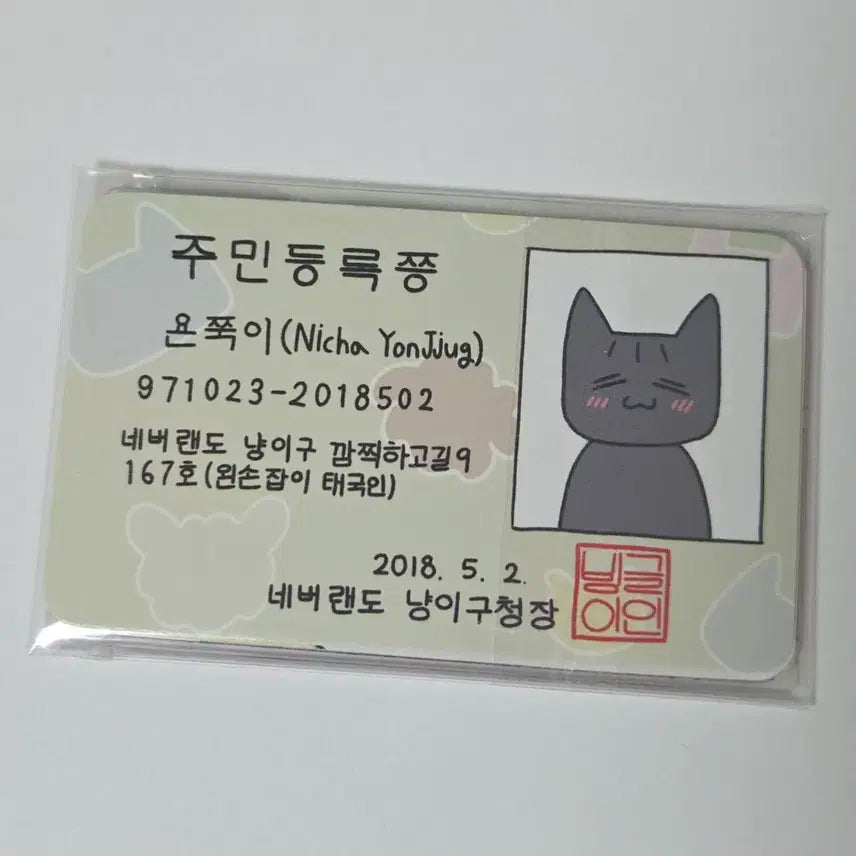 주민등록쯩
욘쭉이(Nicha YonJjug)
971023-2018502
네버랜도 냥이구 깜찍하고길9
167호(왼손잡이 태국인)
2018. 5. 2.
네버랜도 냥이구청장
닝글
이인